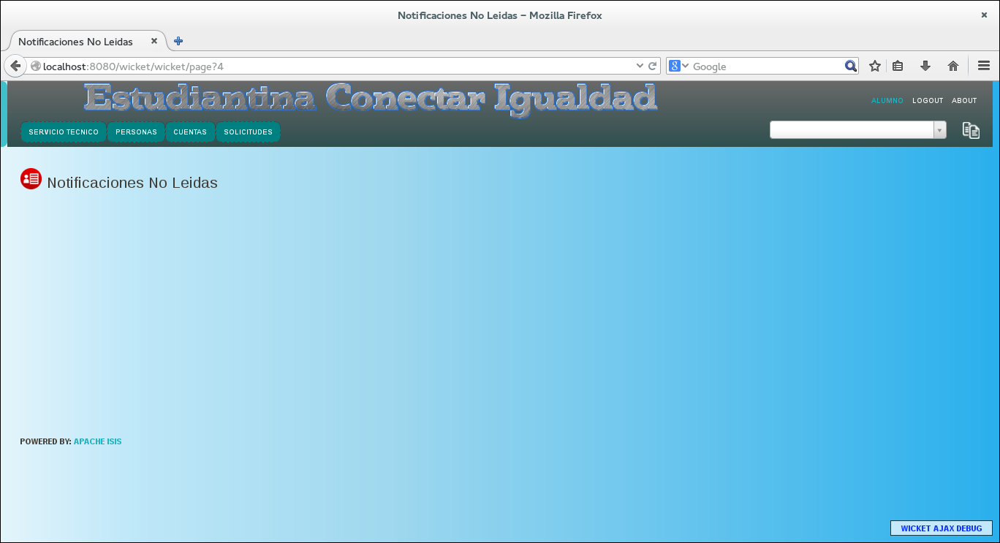 Notificaciones No Leidas – Mozilla Firefox
Notificaciones No Leidas
localhost:8080/wicket/wicket/page?4
8 Google
Estudiantina Conectar Igualdad
ALUMNO LOGOUT ABOUT
SERVICIO TECNICO PERSONAS CUENTAS SOLICITUDES
Notificaciones No Leidas
POWERED BY: APACHE ISIS
WICKET AJAX DEBUG